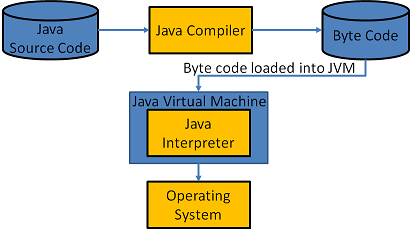 Java
Source Code
Java Compiler
Byte Code
Byte code loaded into JVM
Java Virtual Machine
Java
Interpreter
Operating
System